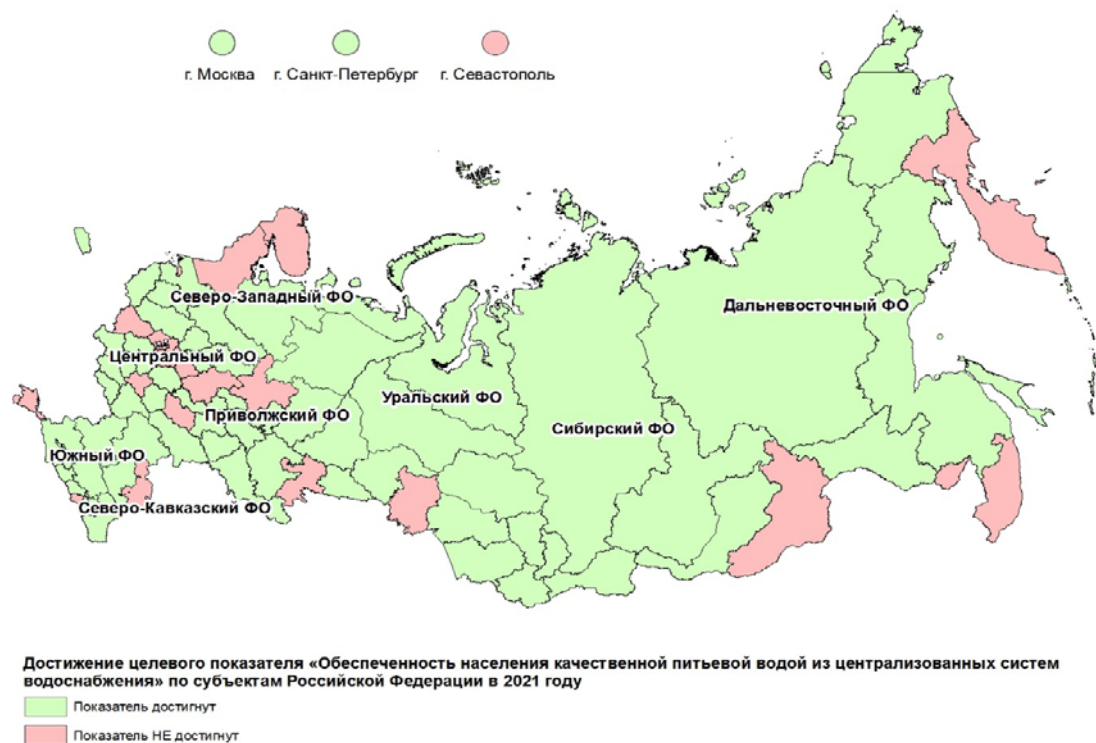 г. Москва г. Санкт-Петербург г. Севастополь
Северо-Западный ФО
Дальневосточный ФО
Центральный ФО
Уральский ФО
Приволжский ФО
Сибирский ФО
Южный ФО
Северо-Кавказский ФО
Достижение целевого показателя «Обеспеченность населения качественной питьевой водой из централизованных систем
водоснабжения» по субъектам Российской Федерации в 2021 году
Показатель достигнут
Показатель НЕ достигнут